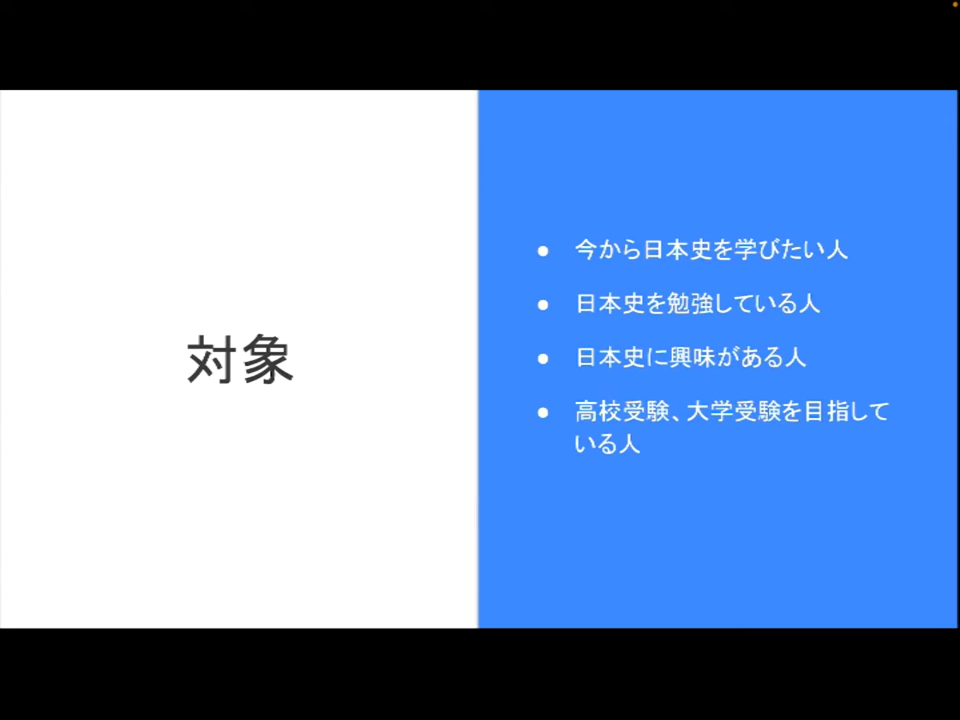 対象
● 今から日本史を学びたい人
● 日本史を勉強している人
● 日本史に興味がある人
● 高校受験、大学受験を目指して
いる人